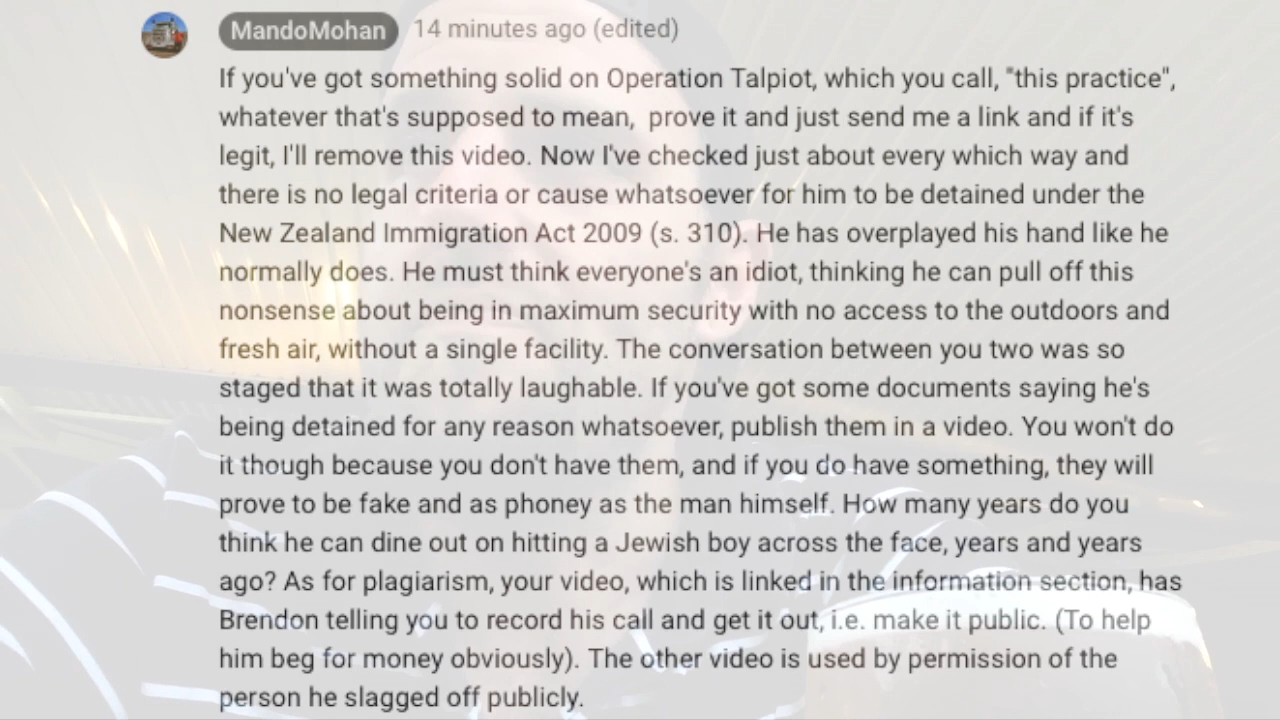 MandoMohan 14 minutes ago (edited)
If you've got something solid on Operation Talpiot, which you call, "this practice",
whatever that's supposed to mean,  prove it and just send me a link and if it's
legit, I'll remove this video. Now I've checked just about every which way and
there is no legal criteria or cause whatsoever for him to be detained under the
New Zealand Immigration Act 2009 (s. 310). He has overplayed his hand like he
normally does. He must think everyone's an idiot, thinking he can pull off this
nonsense about being in maximum security with no access to the outdoors and
fresh air, without a single facility. The conversation between you two was so
staged that it was totally laughable. If you've got some documents saying he's
being detained for any reason whatsoever, publish them in a video. You won't do
it though because you don't have them, and if you do have something, they will
prove to be fake and as phoney as the man himself. How many years do you
think he can dine out on hitting a Jewish boy across the face, years and years
ago? As for plagiarism, your video, which is linked in the information section, has
Brendon telling you to record his call and get it out, i.e. make it public. (To help
him beg for money obviously). The other video is used by permission of the
person he slagged off publicly.